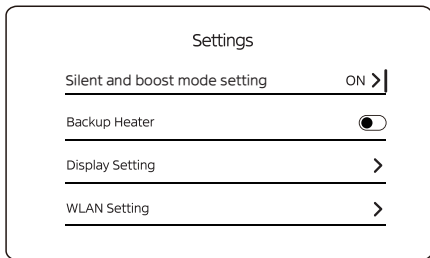 Settings
Silent and boost mode setting ON
Backup Heater
Display Setting
WLAN Setting